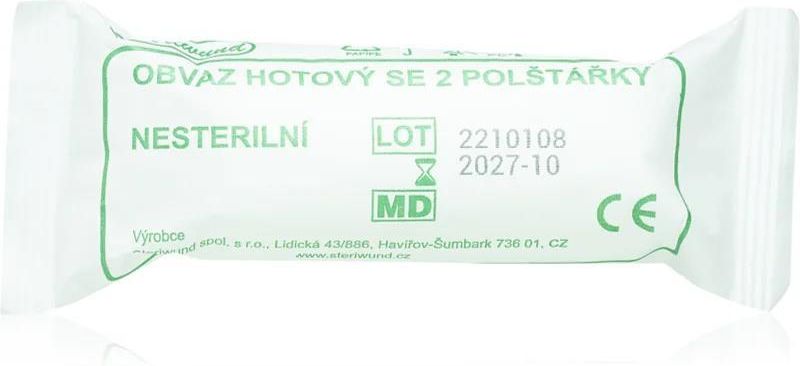 OBVAZ HOTOVÝ SE 2 POLŠTÁŘKY
NESTERILNÍ
LOT 2210108
2027-10
MD
CE
Výrobce
Steriwund spol, s r.o., Lidická 43/886, Havířov-Šumbark 736 01, CZ
www.steriwund.cz